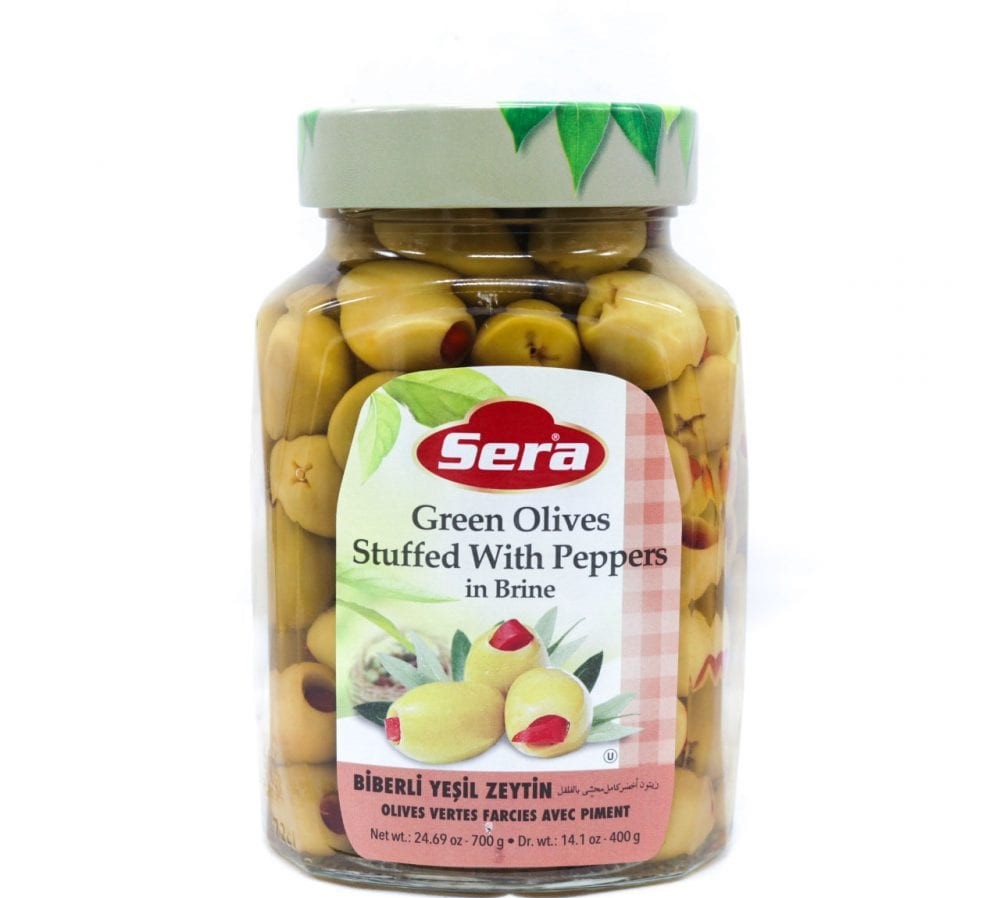 Sera®
Green Olives
Stuffed With Peppers
in Brine
U
BİBERLİ YEŞİL ZEYTİN زيتون أخضر كامل محشي بالفلفل
OLIVES VERTES FARCIES AVEC PIMENT
Net wt.: 24.69 oz - 700 g • Dr. wt.: 14.1 oz - 400 g